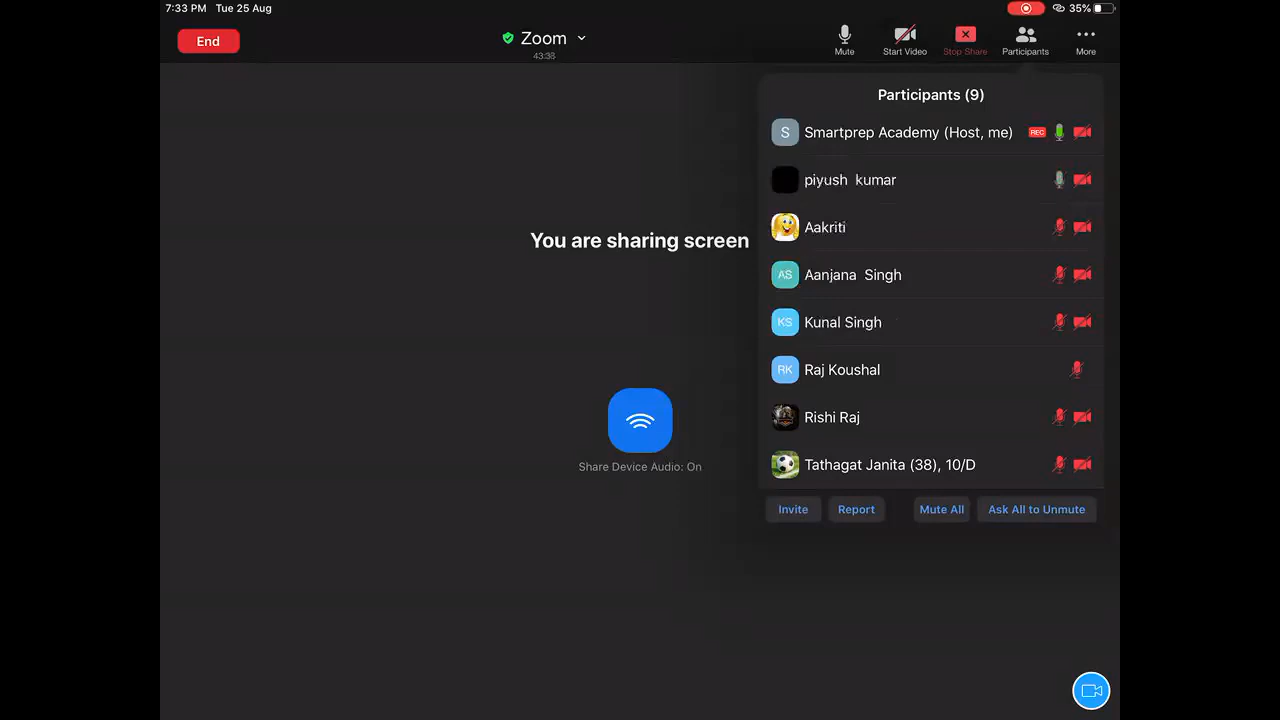 7:33 PM Tue 25 Aug
35%
End
Zoom
43:36
Mute
Start Video
Stop Share
Participants
More
Participants (9)
S Smartprep Academy (Host, me) REC
piyush kumar
Aakriti
AS Aanjana Singh
KS Kunal Singh
RK Raj Koushal
Rishi Raj
Tathagat Janita (38), 10/D
Invite
Report
Mute All
Ask All to Unmute
You are sharing screen
Share Device Audio: On